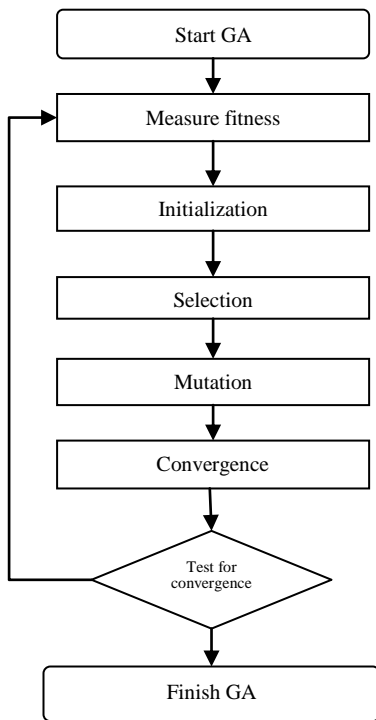 Start GA
Measure fitness
Initialization
Selection
Mutation
Convergence
Test for
convergence
Finish GA